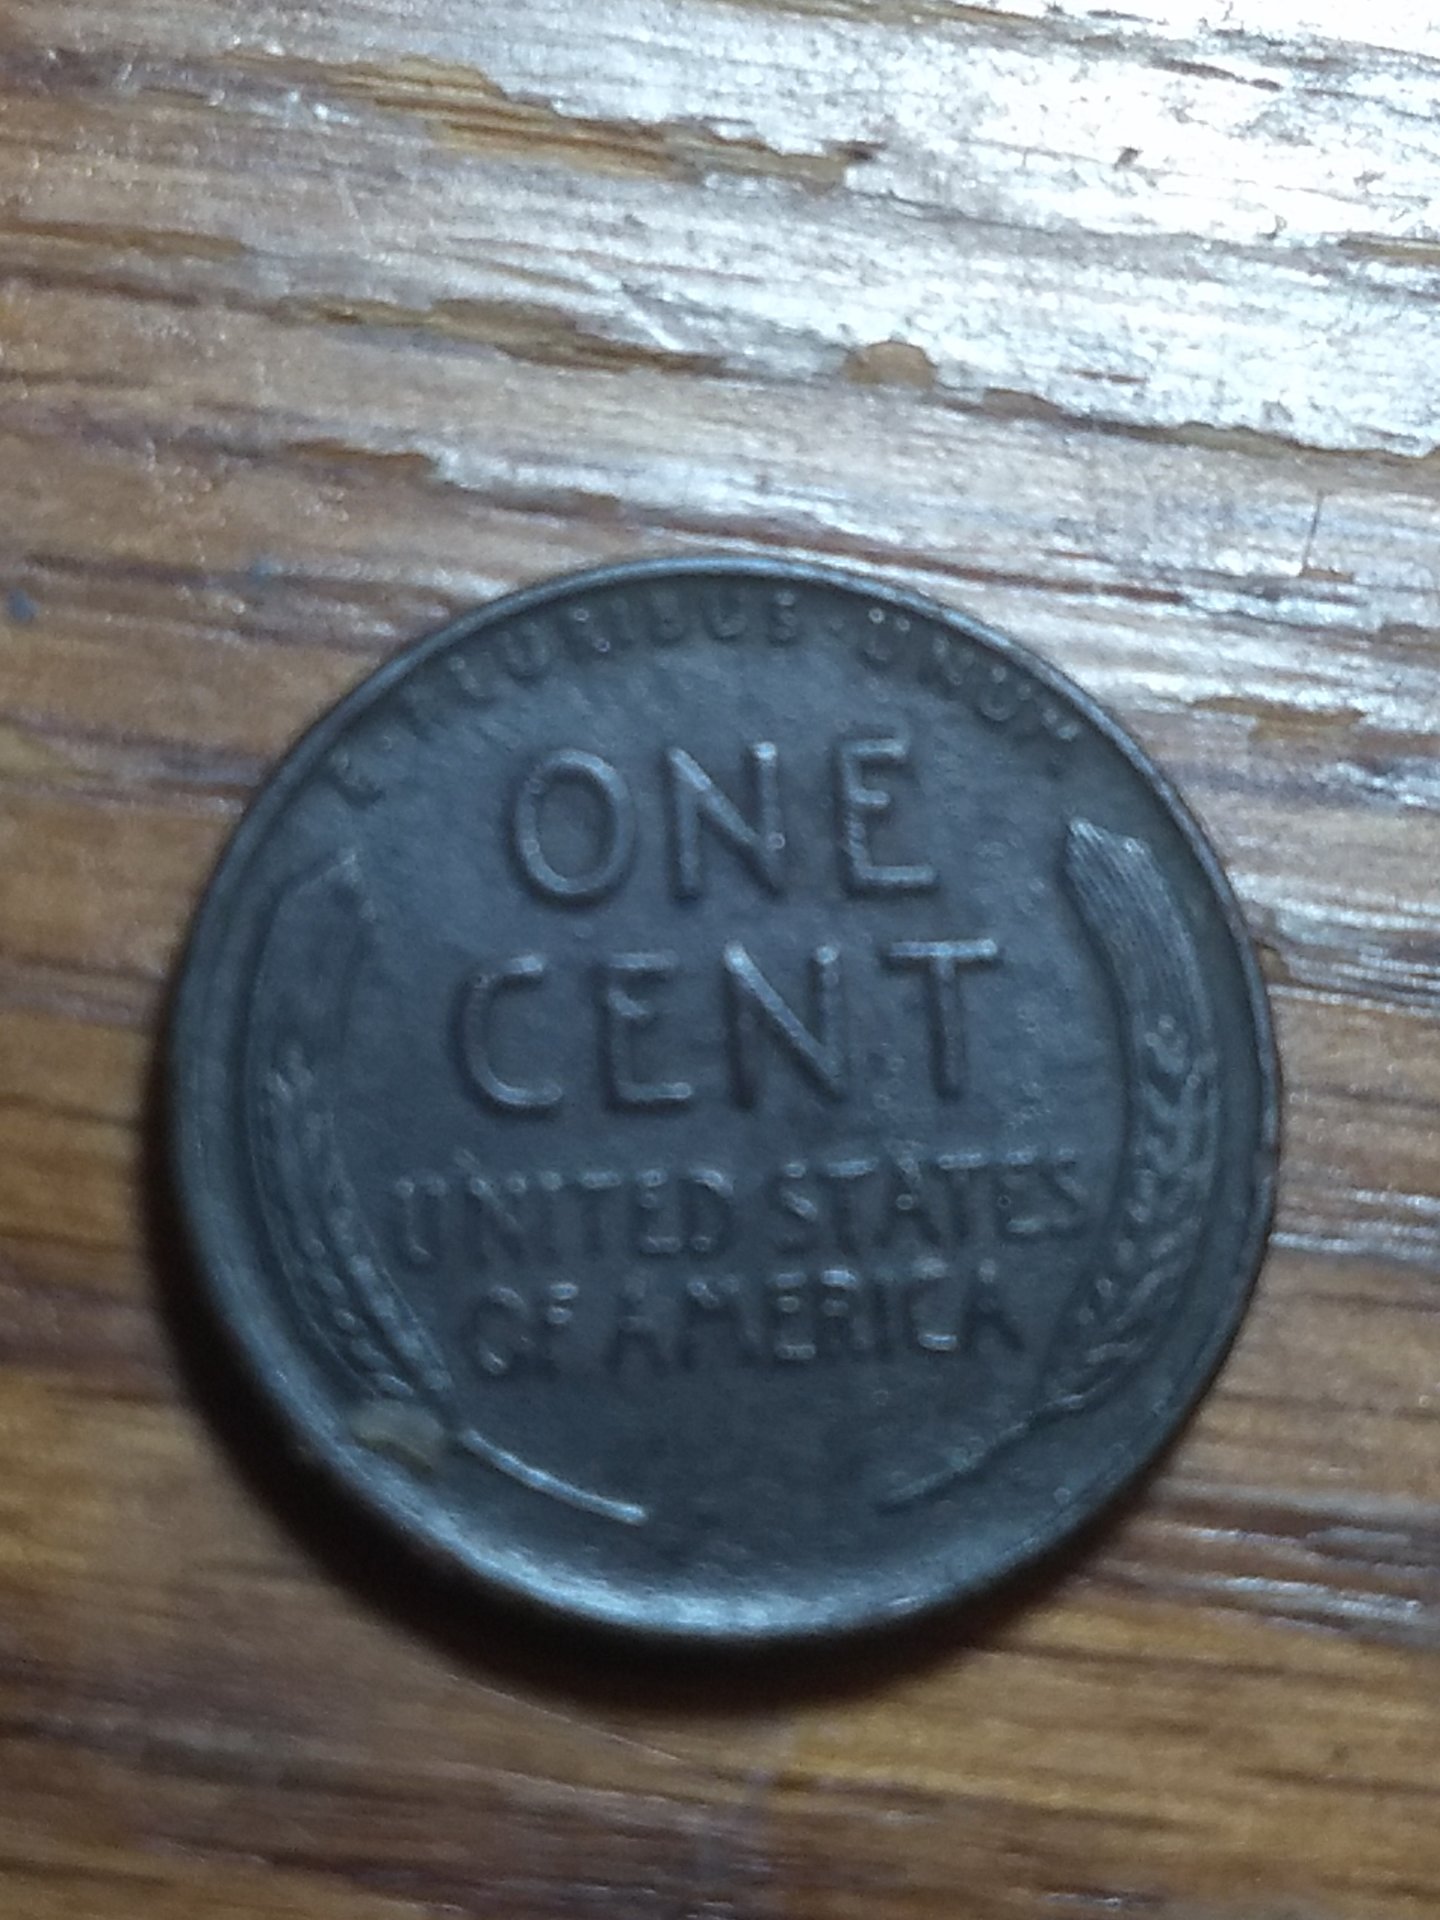 E·PLURIBUS·UNUM
ONE
CENT
UNITED STATES
OF AMERICA